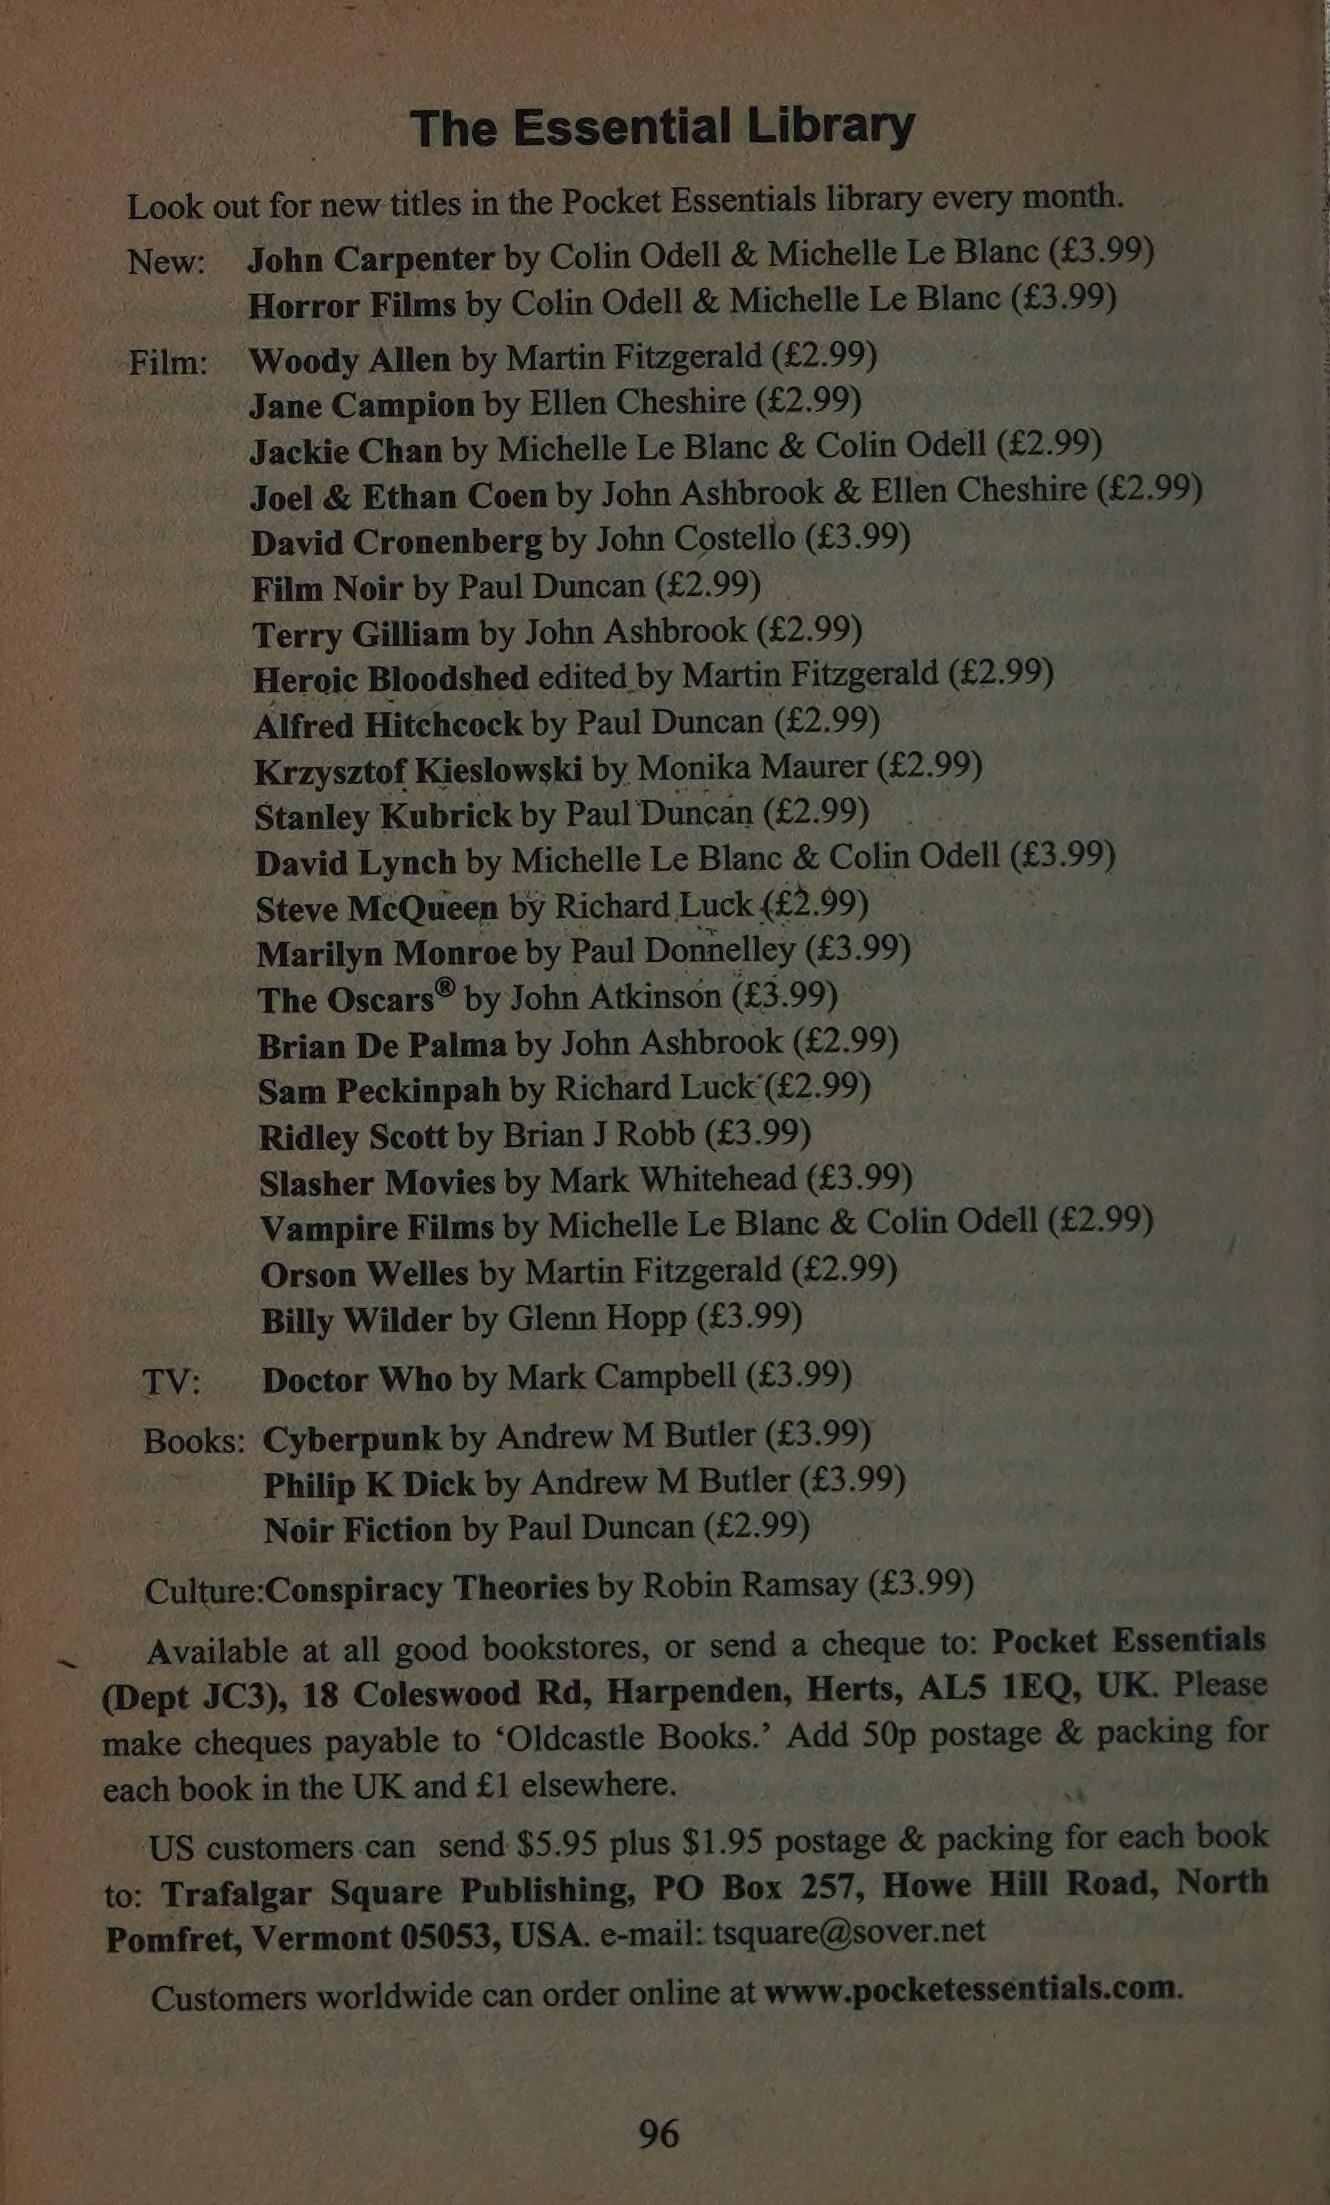 The Essential Library
Look out for new titles in the Pocket Essentials library every month.
New: John Carpenter by Colin Odell & Michelle Le Blanc (£3.99)
Horror Films by Colin Odell & Michelle Le Blanc (£3.99)
Film: Woody Allen by Martin Fitzgerald (£2.99)
Jane Campion by Ellen Cheshire (£2.99)
Jackie Chan by Michelle Le Blanc & Colin Odell (£2.99)
Joel & Ethan Coen by John Ashbrook & Ellen Cheshire (£2.99)
David Cronenberg by John Costello (£3.99)
Film Noir by Paul Duncan (£2.99)
Terry Gilliam by John Ashbrook (£2.99)
Heroic Bloodshed edited by Martin Fitzgerald (£2.99)
Alfred Hitchcock by Paul Duncan (£2.99)
Krzysztof Kieslowski by Monika Maurer (£2.99)
Stanley Kubrick by Paul Duncan (£2.99)
David Lynch by Michelle Le Blanc & Colin Odell (£3.99)
Steve McQueen by Richard Luck (£2.99)
Marilyn Monroe by Paul Donnelley (£3.99)
The Oscars® by John Atkinson (£3.99)
Brian De Palma by John Ashbrook (£2.99)
Sam Peckinpah by Richard Luck (£2.99)
Ridley Scott by Brian J Robb (£3.99)
Slasher Movies by Mark Whitehead (£3.99)
Vampire Films by Michelle Le Blanc & Colin Odell (£2.99)
Orson Welles by Martin Fitzgerald (£2.99)
Billy Wilder by Glenn Hopp (£3.99)
TV: Doctor Who by Mark Campbell (£3.99)
Books: Cyberpunk by Andrew M Butler (£3.99)
Philip K Dick by Andrew M Butler (£3.99)
Noir Fiction by Paul Duncan (£2.99)
Culture:Conspiracy Theories by Robin Ramsay (£3.99)
Available at all good bookstores, or send a cheque to: Pocket Essentials
(Dept JC3), 18 Coleswood Rd, Harpenden, Herts, AL5 1EQ, UK. Please
make cheques payable to ‘Oldcastle Books.’ Add 50p postage & packing for
each book in the UK and £1 elsewhere.
US customers can send $5.95 plus $1.95 postage & packing for each book
to: Trafalgar Square Publishing, PO Box 257, Howe Hill Road, North
Pomfret, Vermont 05053, USA. e-mail: tsquare@sover.net
Customers worldwide can order online at www.pocketessentials.com.
96